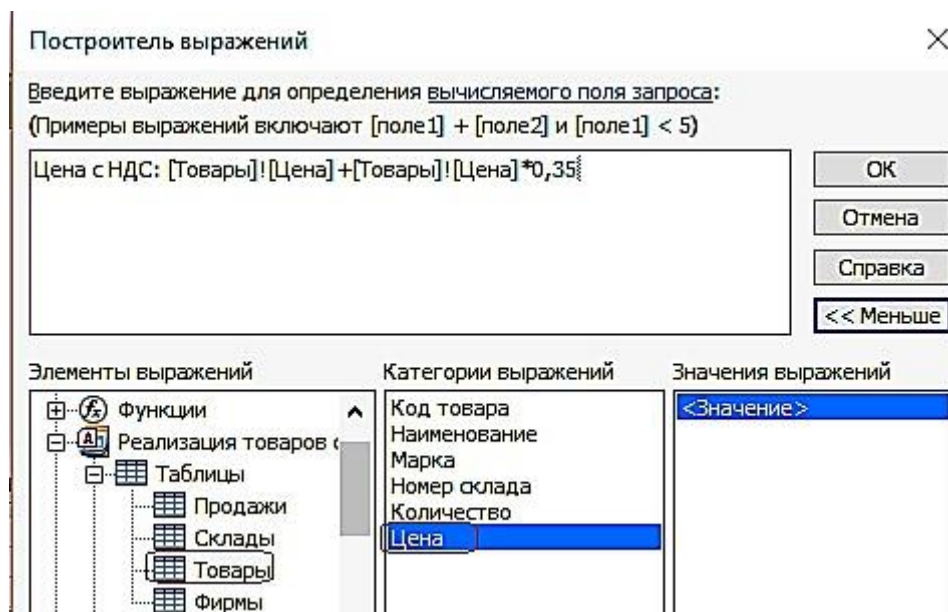 Построитель выражений
Введите выражение для определения вычисляемого поля запроса:
(Примеры выражений включают [поле1] + [поле2] и [поле1] < 5)
Цена с НДС: [Товары]![Цена]+[Товары]![Цена]*0,35
ОК
Отмена
Справка
<< Меньше
Элементы выражений
Функции
Реализация товаров с
Таблицы
Продажи
Склады
Товары
Фирмы
Категории выражений
Код товара
Наименование
Марка
Номер склада
Количество
Цена
Значения выражений
<Значение>